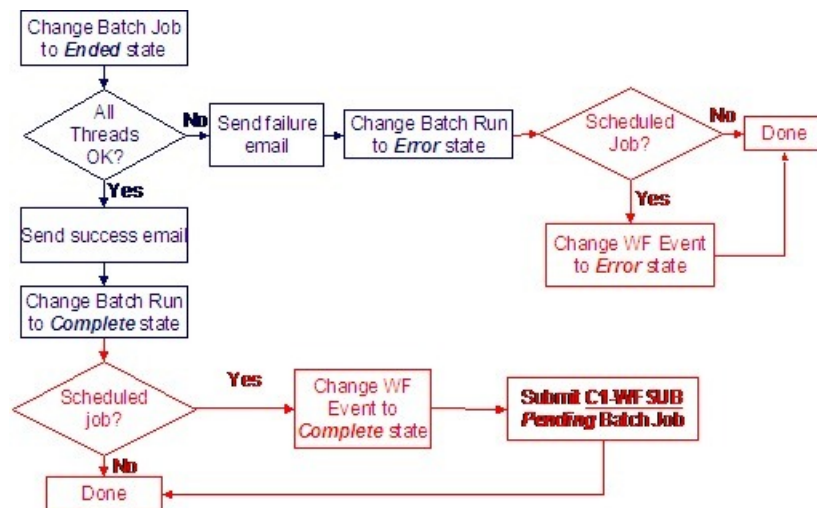 Change Batch Job
to Ended state
All
Threads
OK?
No
Send failure
email
Change Batch Run
to Error state
Scheduled
Job?
No
Done
Yes
Change WF Event
to Error state
Yes
Send success email
Change Batch Run
to Complete state
Scheduled
job?
Yes
Change WF
Event to
Complete state
Submit C1-WFSUB
Pending Batch Job
No
Done